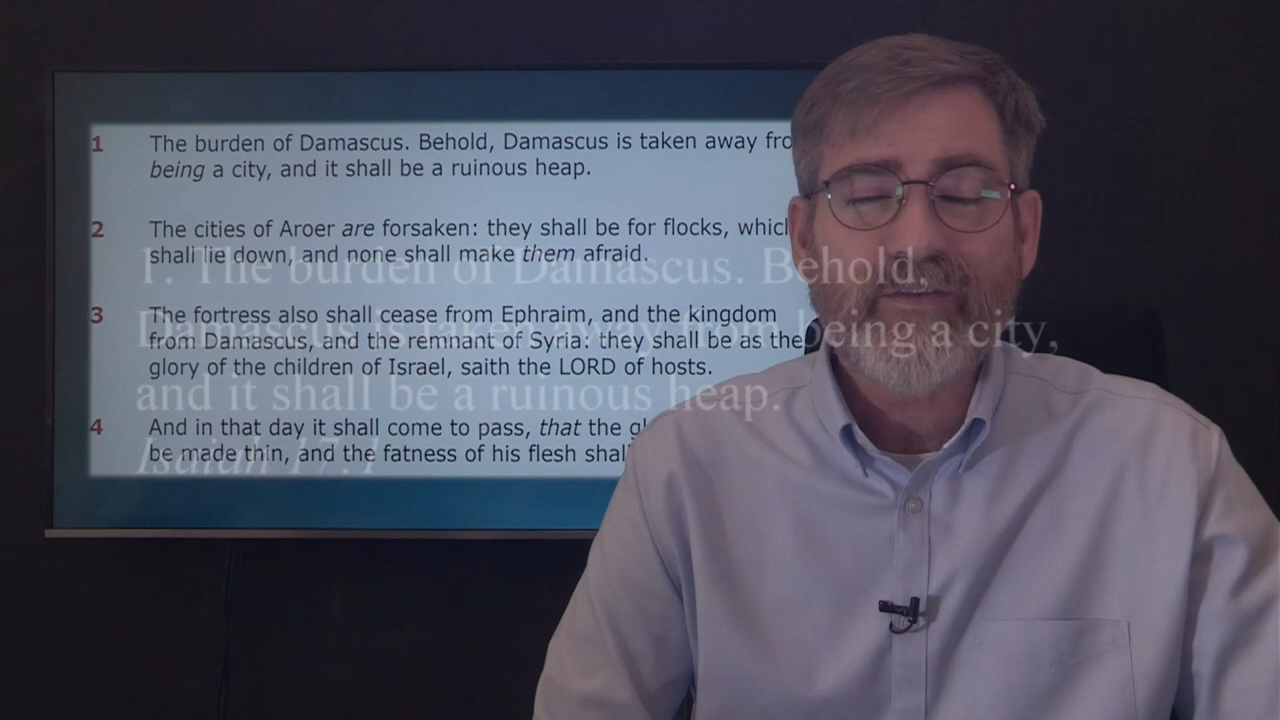 1 The burden of Damascus. Behold, Damascus is taken away
being a city, and it shall be a ruinous heap.
2 The cities of Aroer are forsaken: they shall be for flocks,
shall lie down, and none shall make them afraid.
3 The fortress also shall cease from Ephraim, and the kingdom
from Damascus, and the remnant of Syria: they shall be as the
glory of the children of Israel, saith the LORD of hosts.
4 And in that day it shall come to pass, that the
be made thin, and the fatness of his flesh
1. The burden of Damascus. Behold,
Damascus is taken away from being a city,
and it shall be a ruinous heap.
Isaiah 17:1